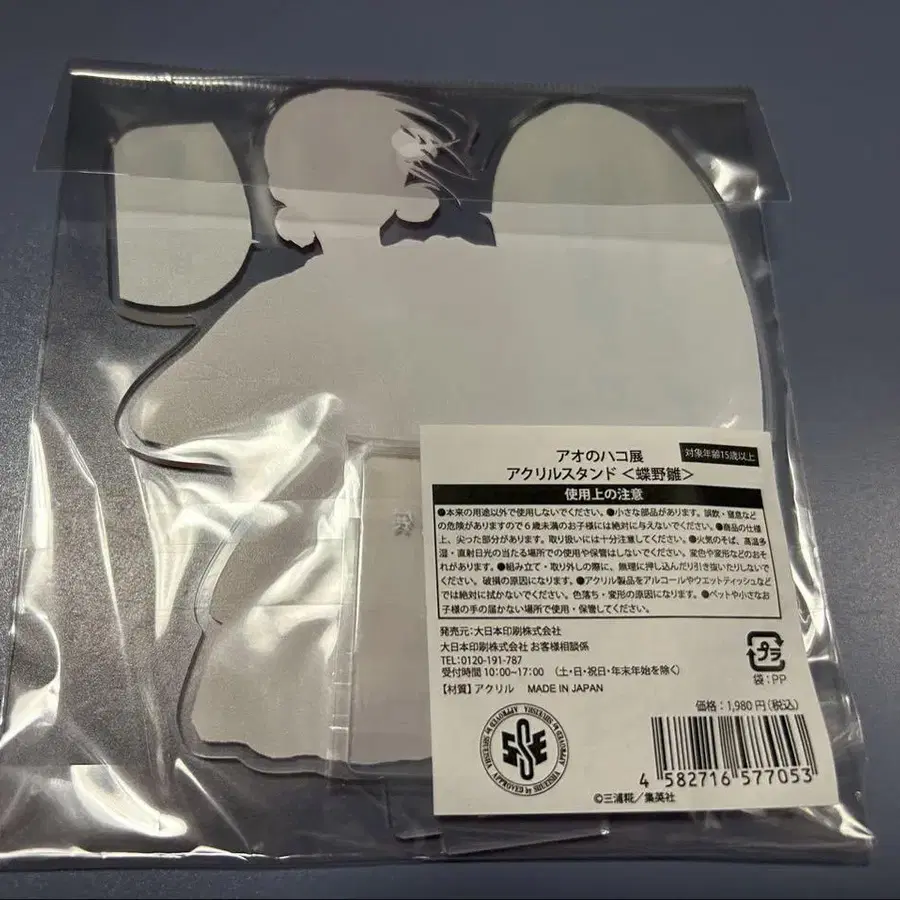 アオのハコ展
対象年齢15歳以上
アクリルスタンド＜蝶野雛＞
使用上の注意
●本来の用途以外で使用しないでください。●小さな部品があります。誤飲・窒息など
の危険がありますので６歳未満のお子様には絶対に与えないでください。●商品の仕様
上、尖った部分があります。取り扱いには十分注意してください。●火気のそば、高温多
湿・直射日光の当たる場所での使用や保管はしないでください。変色や変形などのおそ
れがあります。●組み立て・取り外しの際に、無理に押し込んだり引き抜いたりしないで
ください。破損の原因になります。●アクリル製品をアルコールやウエットティッシュなど
では絶対に拭かないでください。色落ち・変形の原因になります。●ペットや小さなお
子様の手の届かない場所で使用・保管してください。
発売元：大日本印刷株式会社
大日本印刷株式会社 お客様相談係
TEL：0120-191-787
受付時間 10：00~17：00 （土・日・祝日・年末年始を除く）
【材質】アクリル MADE IN JAPAN
プラ
袋：PP
価格：1,980円（税込）
APPROVED by SHUEISHA
APPROVED by SHUEISHA
APPROVED by SHUEISHA
4 582716 577053
©三浦糀／集英社